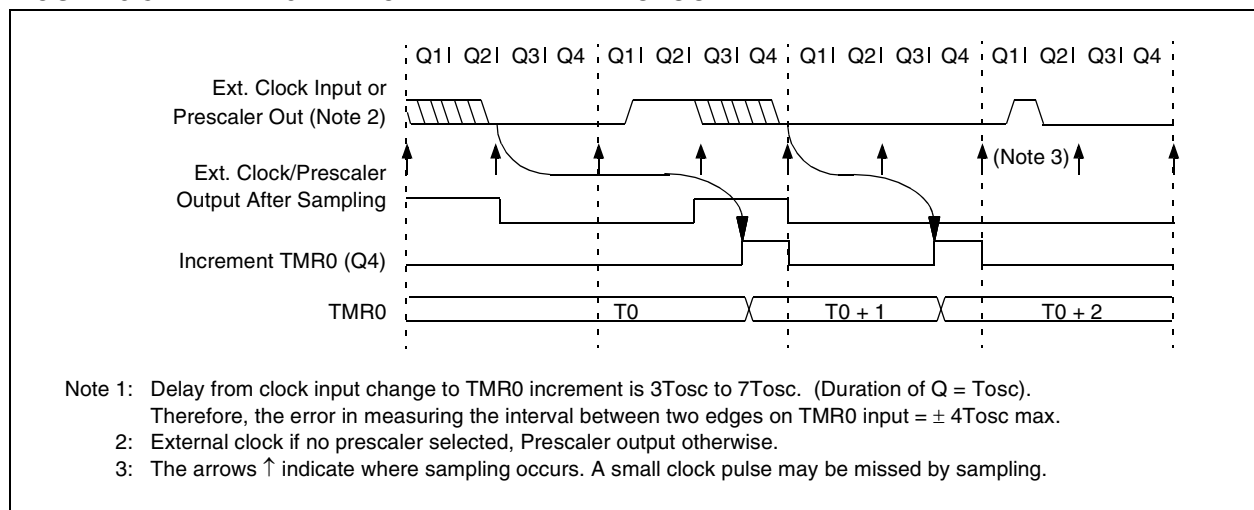 Q1 Q2 Q3 Q4 Q1 Q2 Q3 Q4 Q1 Q2 Q3 Q4 Q1 Q2 Q3 Q4
Ext. Clock Input or
Prescaler Out (Note 2)
(Note 3)
Ext. Clock/Prescaler
Output After Sampling
Increment TMR0 (Q4)
TMR0 T0 T0 + 1 T0 + 2
Note 1: Delay from clock input change to TMR0 increment is 3Tosc to 7Tosc. (Duration of Q = Tosc).
Therefore, the error in measuring the interval between two edges on TMR0 input = ± 4Tosc max.
2: External clock if no prescaler selected, Prescaler output otherwise.
3: The arrows ↑ indicate where sampling occurs. A small clock pulse may be missed by sampling.